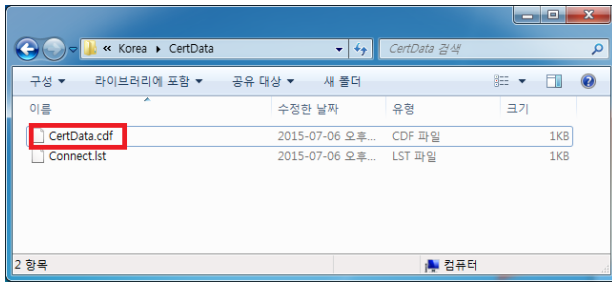 « Korea ▸ CertData
CertData 검색
구성 ▾ 라이브러리에 포함 ▾ 공유 대상 ▾ 새 폴더
이름 수정한 날짜 유형 크기
CertData.cdf 2015-07-06 오후... CDF 파일 1KB
Connect.lst 2015-07-06 오후... LST 파일 1KB
2 항목 컴퓨터